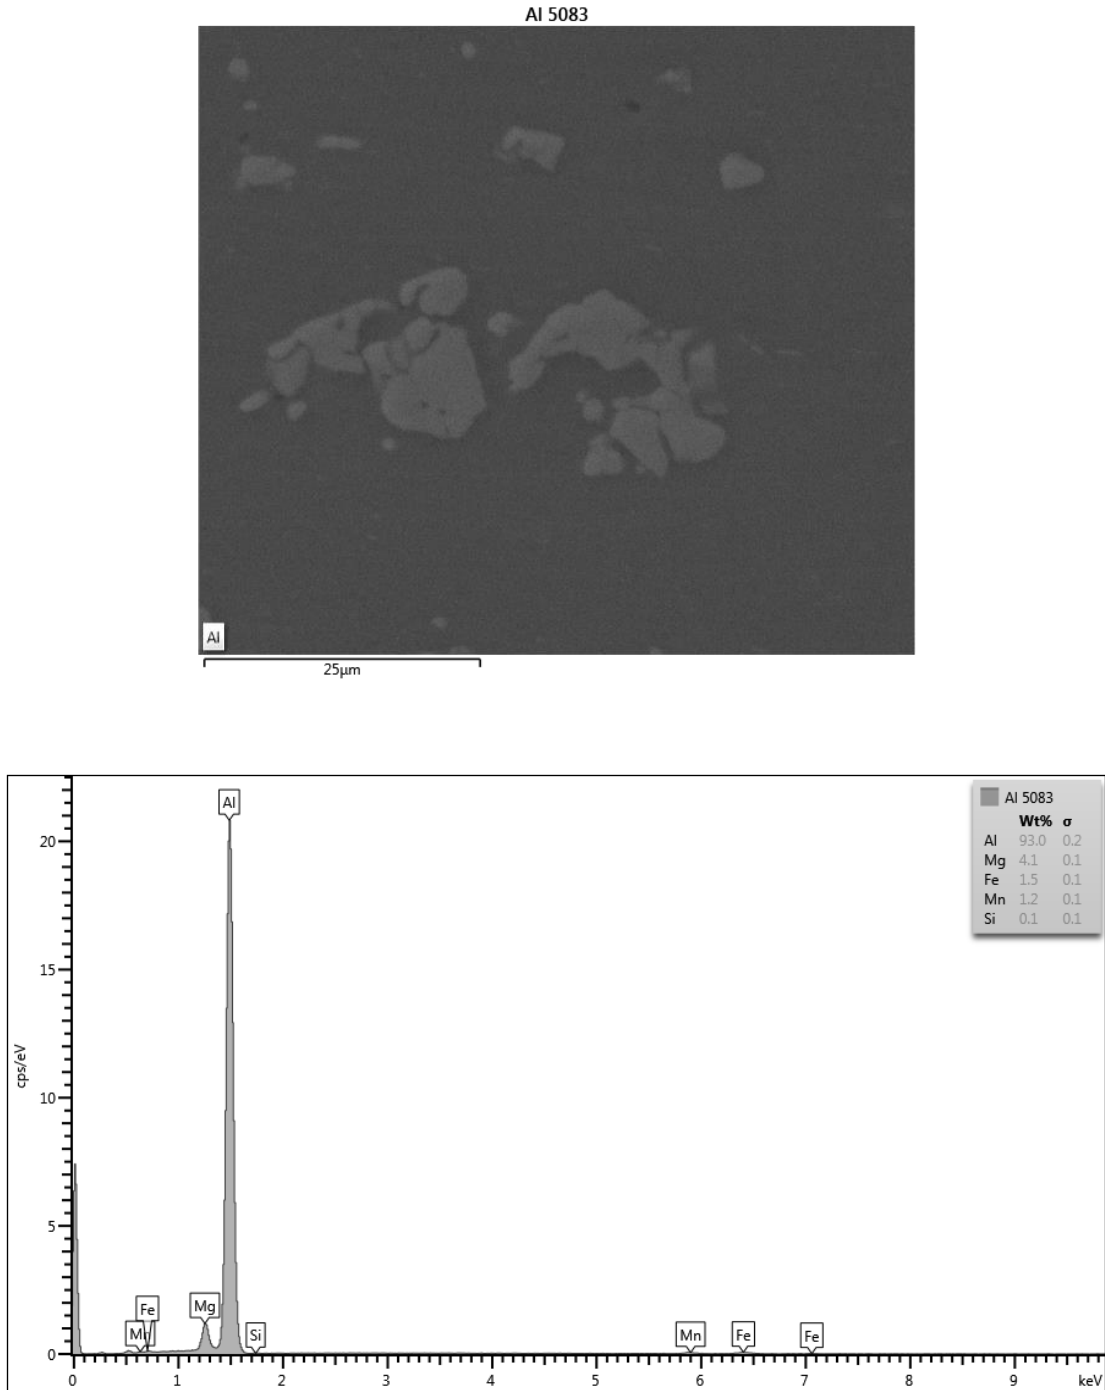 Al 5083
Al
25µm
Al 5083
Wt% σ
Al 93.0 0.2
Mg 4.1 0.1
Fe 1.5 0.1
Mn 1.2 0.1
Si 0.1 0.1
cps/eV
20
15
10
5
0
Al
Fe
Mn
Mg
Si
Mn
Fe
Fe
0 1 2 3 4 5 6 7 8 9 keV